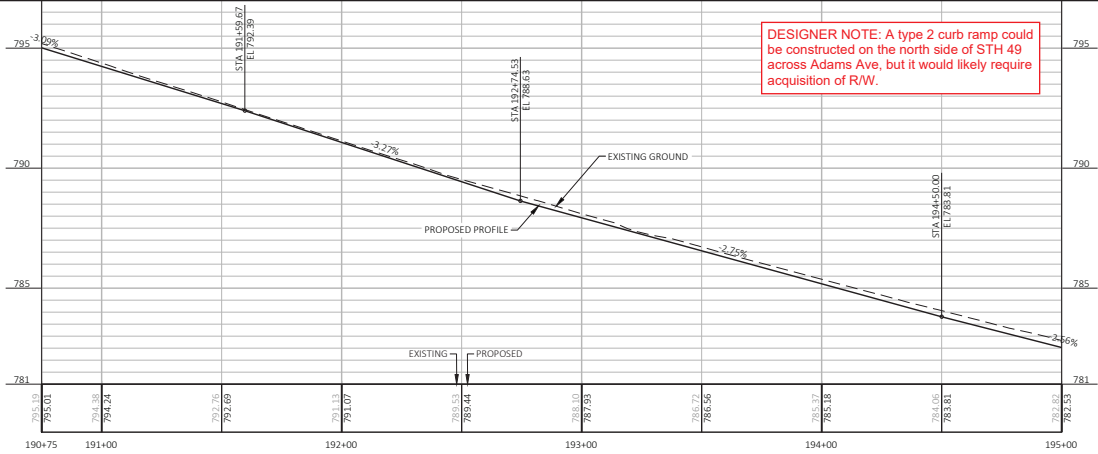 -3.09%
STA 191+59.67
EL 792.39
STA 192+74.53
EL 788.63
DESIGNER NOTE: A type 2 curb ramp could
be constructed on the north side of STH 49
across Adams Ave, but it would likely require
acquisition of R/W.
795
795
-3.27%
790
790
EXISTING GROUND
STA 194+50.00
EL 783.81
PROPOSED PROFILE
-2.75%
785
785
-2.56%
EXISTING
PROPOSED
781
781
795.19
795.01
794.38
794.24
792.76
792.69
791.13
791.07
789.53
789.44
788.10
787.93
786.72
786.56
785.37
785.18
784.06
783.81
782.82
782.53
190+75
191+00
192+00
193+00
194+00
195+00